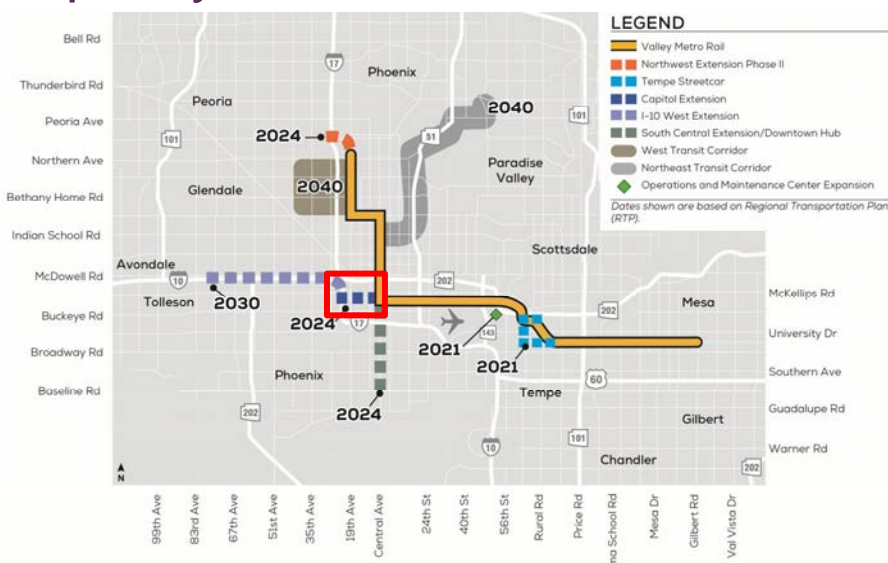 LEGEND
Valley Metro Rail
Northwest Extension Phase II
Tempe Streetcar
Capitol Extension
I-10 West Extension
South Central Extension/Downtown Hub
West Transit Corridor
Northeast Transit Corridor
Operations and Maintenance Center Expansion
Dates shown are based on Regional Transportation Plan
(RTP).
Bell Rd
Thunderbird Rd
Peoria Ave
Northern Ave
Bethany Home Rd
Indian School Rd
McDowell Rd
Buckeye Rd
Broadway Rd
Baseline Rd
17
Phoenix
Peoria
101
2024
2040
51
101
Paradise
Valley
Glendale
2040
Scottsdale
Avondale
10
Tolleson
2030
202
2024
17
2021
143
2021
Mesa
McKellips Rd
University Dr
Southern Ave
Guadalupe Rd
Warner Rd
Phoenix
2024
202
Tempe
60
10
101
Gilbert
Chandler
202
N
99th Ave
83rd Ave
67th Ave
51st Ave
35th Ave
19th Ave
Central Ave
24th St
40th St
56th St
Rural Rd
Price Rd
ma School Rd
Mesa Dr
Gilbert Rd
Val Vista Dr